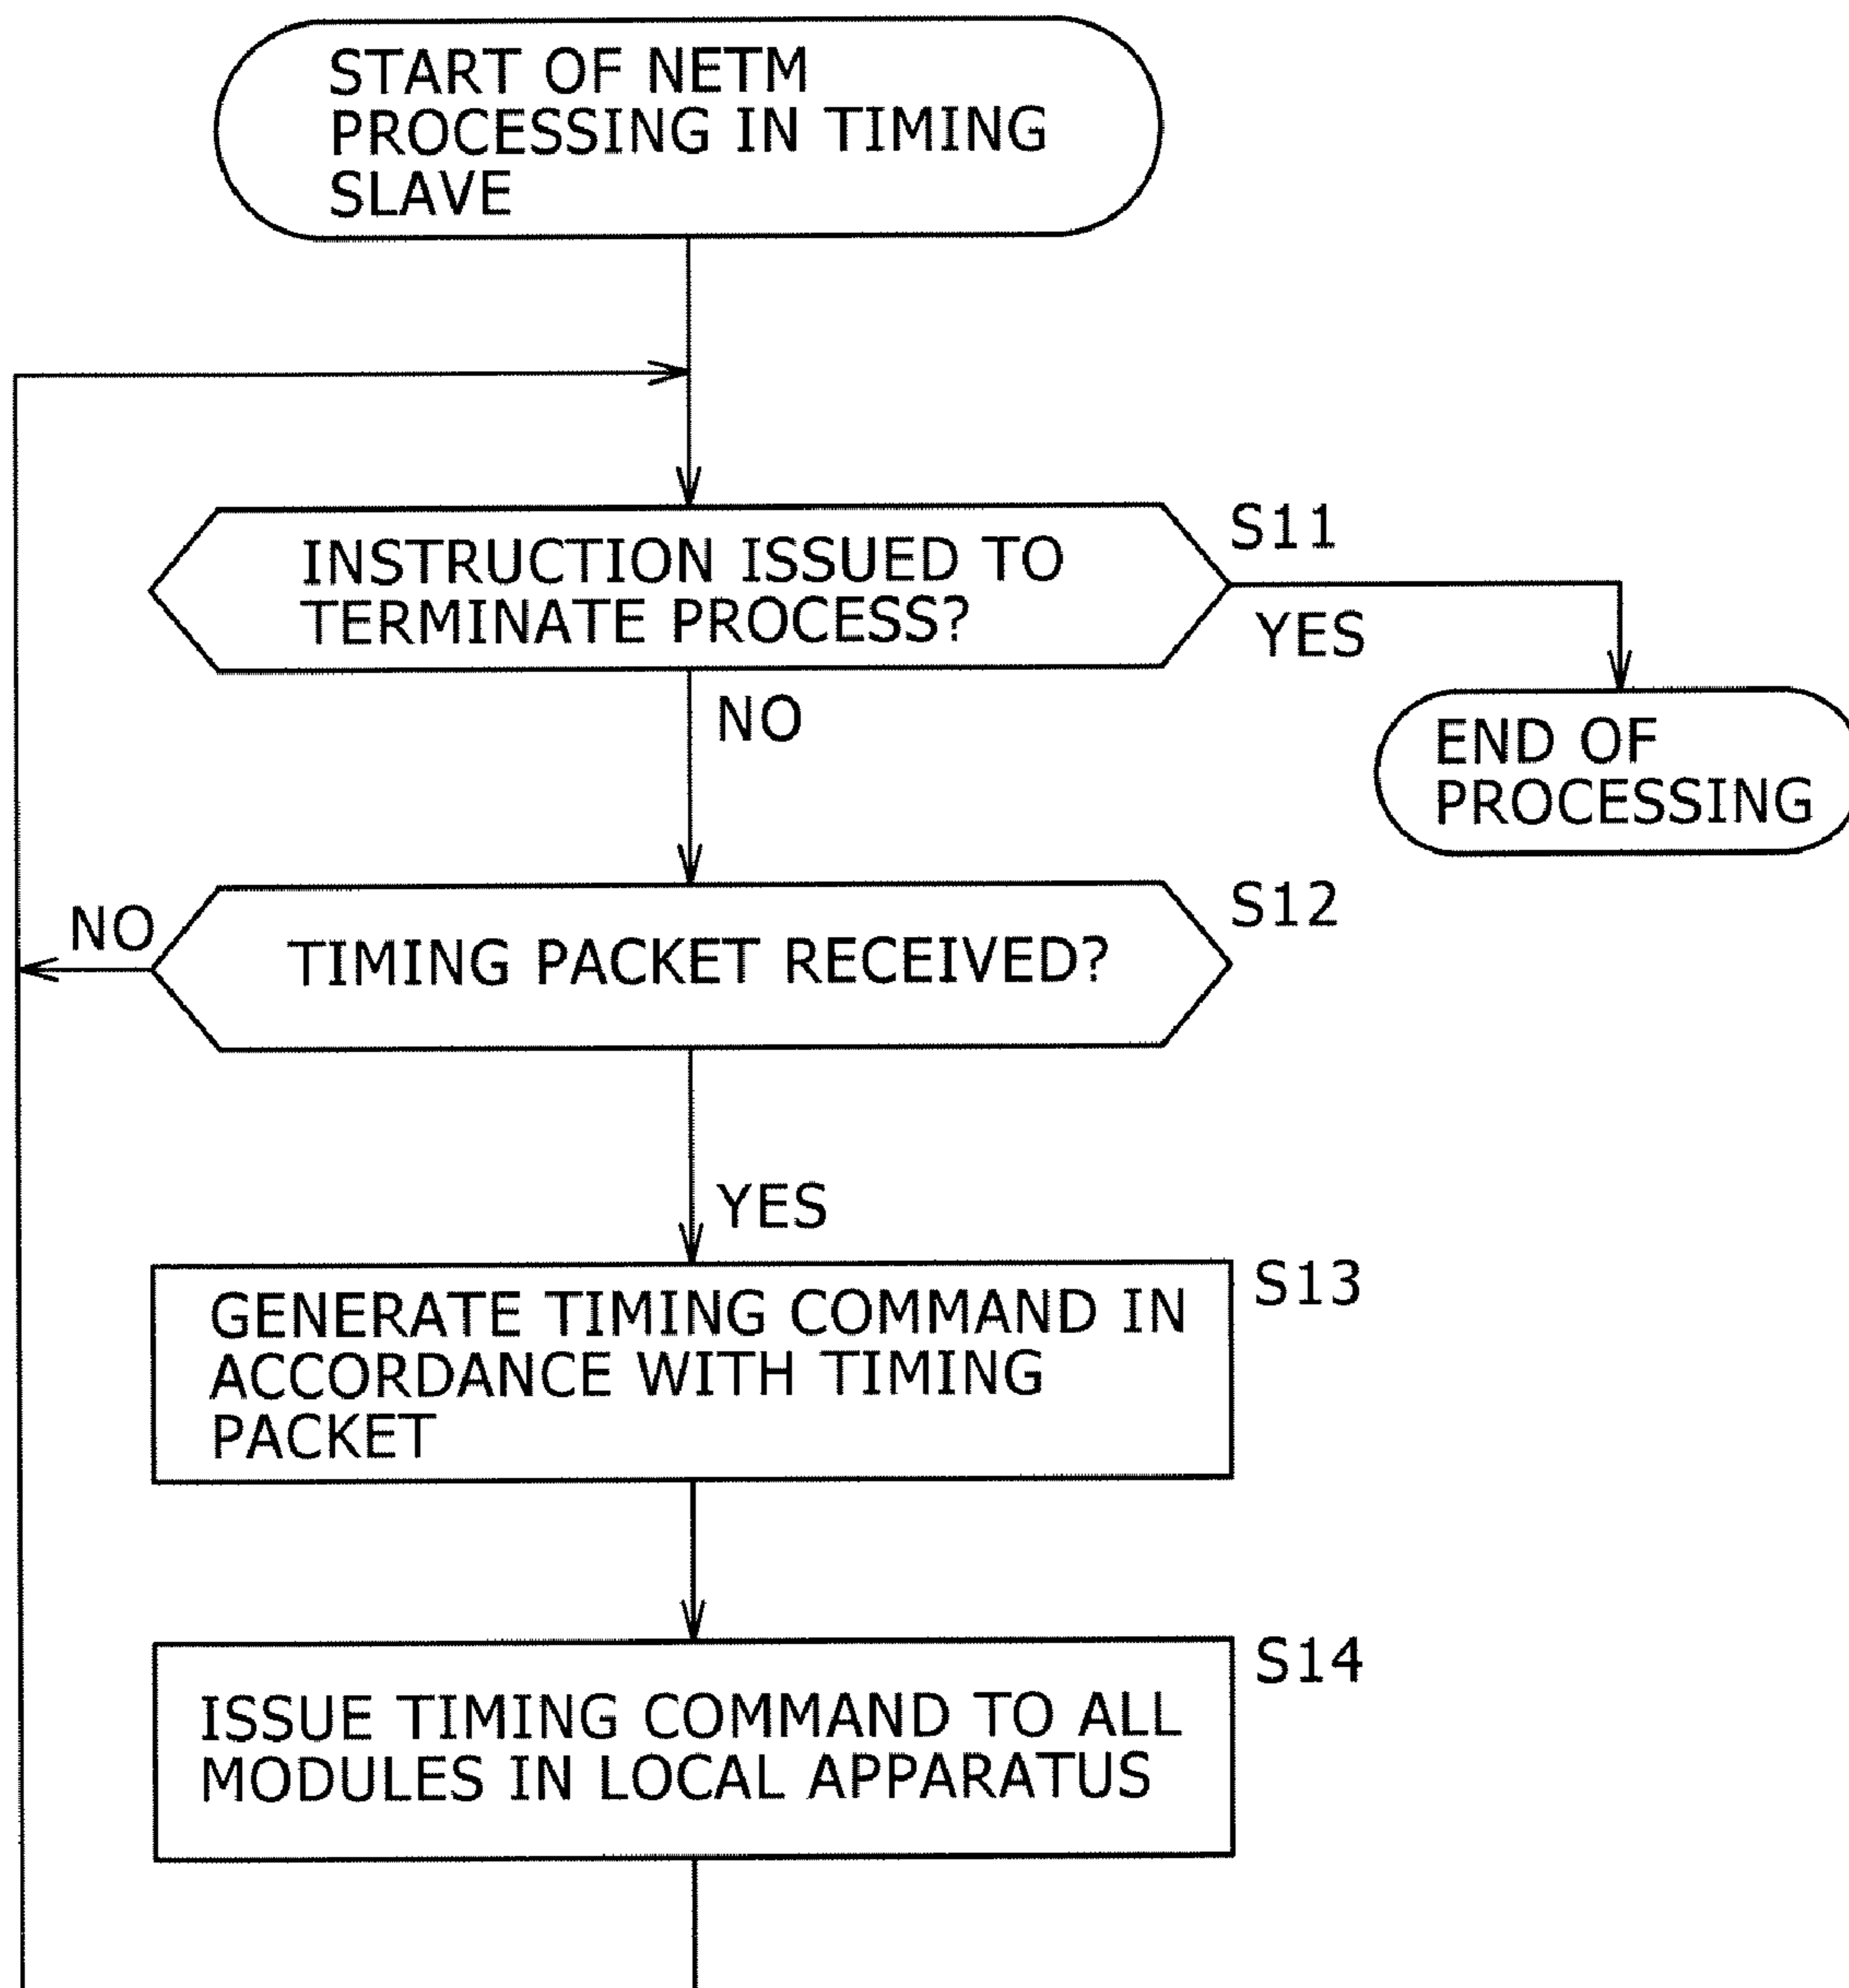 START OF NETM
PROCESSING IN TIMING
SLAVE
INSTRUCTION ISSUED TO
TERMINATE PROCESS?
S11
YES
NO
END OF
PROCESSING
S12
NO
TIMING PACKET RECEIVED?
YES
S13
GENERATE TIMING COMMAND IN
ACCORDANCE WITH TIMING
PACKET
S14
ISSUE TIMING COMMAND TO ALL
MODULES IN LOCAL APPARATUS